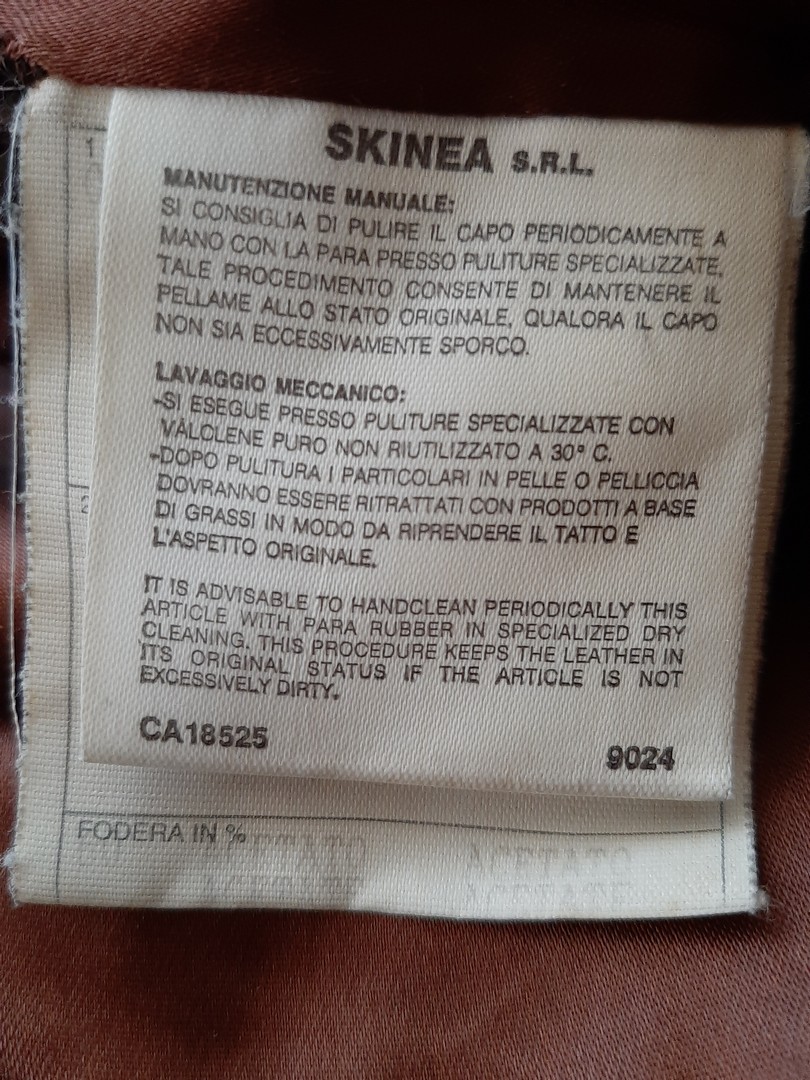 SKINEA S.R.L.
MANUTENZIONE MANUALE:
SI CONSIGLIA DI PULIRE IL CAPO PERIODICAMENTE A
MANO CON LA PARA PRESSO PULITURE SPECIALIZZATE,
TALE PROCEDIMENTO CONSENTE DI MANTENERE IL
PELLAME ALLO STATO ORIGINALE, QUALORA IL CAPO
NON SIA ECCESSIVAMENTE SPORCO.
LAVAGGIO MECCANICO:
-SI ESEGUE PRESSO PULITURE SPECIALIZZATE CON
VALCLENE PURO NON RIUTILIZZATO A 30° C.
-DOPO PULITURA I PARTICOLARI IN PELLE O PELLICCIA
DOVRANNO ESSERE RITRATTATI CON PRODOTTI A BASE
DI GRASSI IN MODO DA RIPRENDERE IL TATTO E
L'ASPETTO ORIGINALE.
IT IS ADVISABLE TO HANDCLEAN PERIODICALLY THIS
ARTICLE WITH PARA RUBBER IN SPECIALIZED DRY
CLEANING. THIS PROCEDURE KEEPS THE LEATHER IN
ITS ORIGINAL STATUS IF THE ARTICLE IS NOT
EXCESSIVELY DIRTY.
CA18525
9024
1
2
FODERA IN %